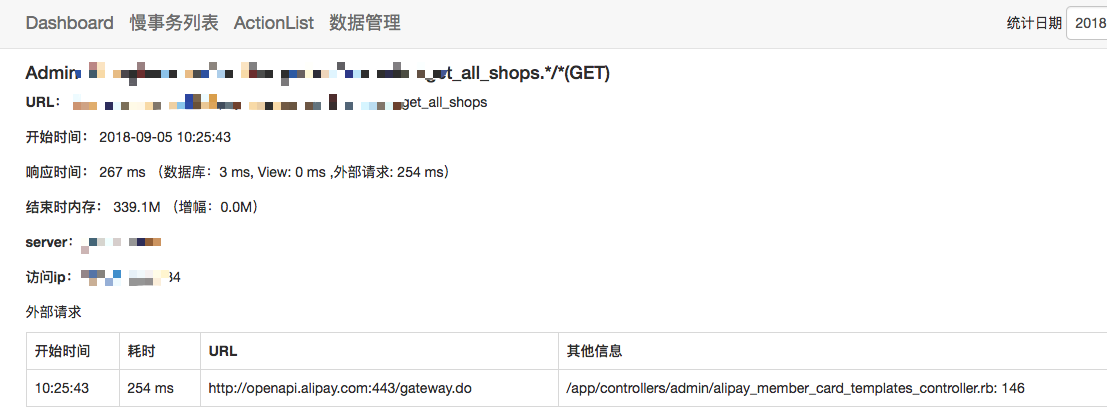 Dashboard 慢事务列表 ActionList 数据管理 统计日期 2018
Admin get_all_shops.*/*(GET)
URL： get_all_shops
开始时间： 2018-09-05 10:25:43
响应时间： 267 ms （数据库：3 ms, View: 0 ms ,外部请求: 254 ms）
结束时内存： 339.1M （增幅：0.0M）
server：
访问ip： 34
外部请求
开始时间 耗时 URL 其他信息
10:25:43 254 ms http://openapi.alipay.com:443/gateway.do /app/controllers/admin/alipay_member_card_templates_controller.rb: 146